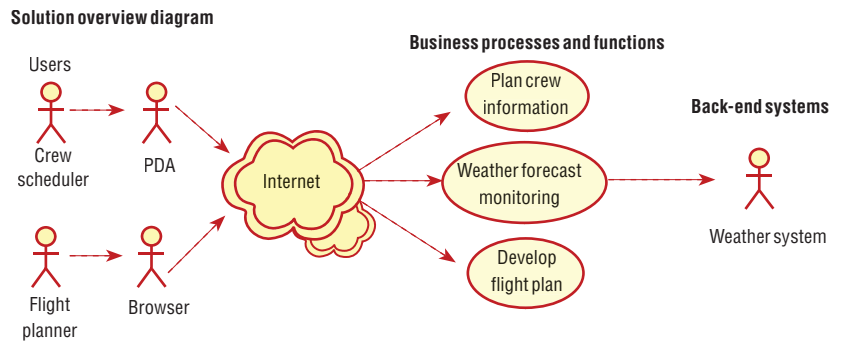 Solution overview diagram
Users
Crew
scheduler
PDA
Flight
planner
Browser
Internet
Business processes and functions
Plan crew
information
Weather forecast
monitoring
Develop
flight plan
Back-end systems
Weather system